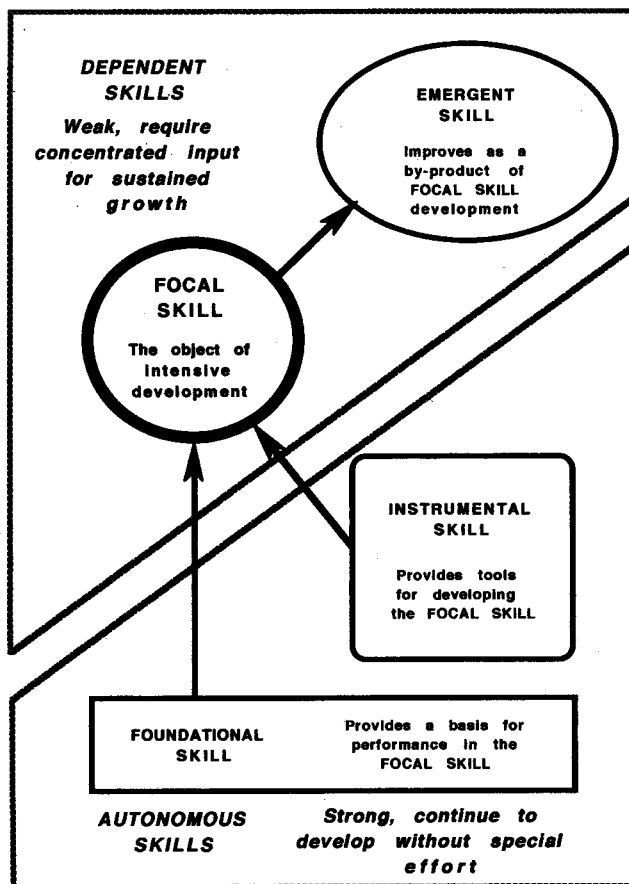 DEPENDENT
SKILLS
Weak, require
concentrated input
for sustained
growth
EMERGENT
SKILL
Improves as a
by-product of
FOCAL SKILL
development
FOCAL
SKILL
The object of
intensive
development
INSTRUMENTAL
SKILL
Provides tools
for developing
the FOCAL SKILL
FOUNDATIONAL
SKILL
Provides a basis for
performance in the
FOCAL SKILL
AUTONOMOUS
SKILLS
Strong, continue to
develop without special
effort